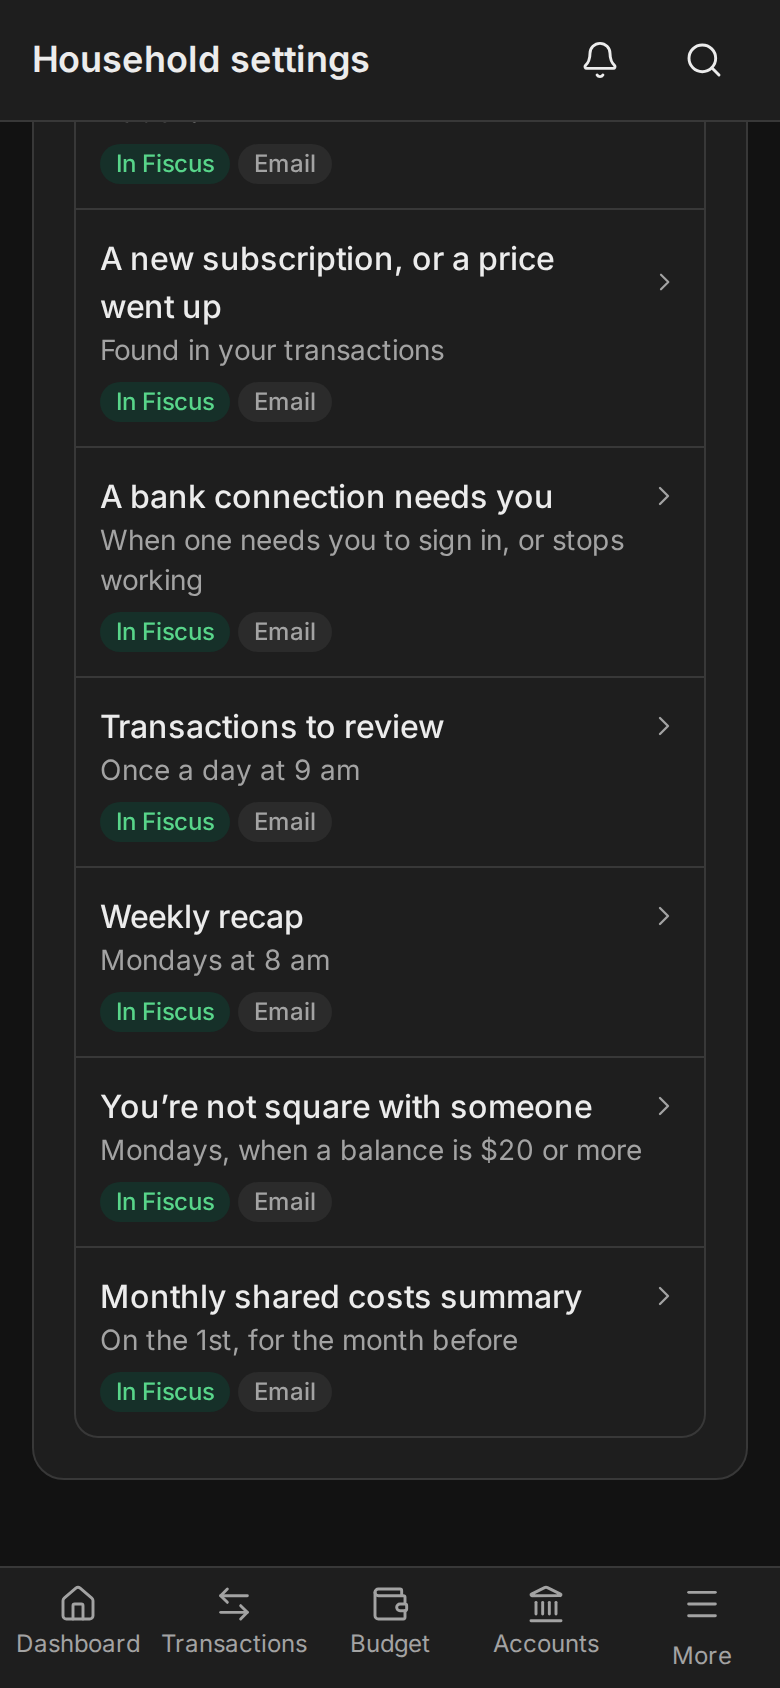 Household settings
In Fiscus Email
A new subscription, or a price
went up
Found in your transactions
In Fiscus Email
A bank connection needs you
When one needs you to sign in, or stops
working
In Fiscus Email
Transactions to review
Once a day at 9 am
In Fiscus Email
Weekly recap
Mondays at 8 am
In Fiscus Email
You’re not square with someone
Mondays, when a balance is $20 or more
In Fiscus Email
Monthly shared costs summary
On the 1st, for the month before
In Fiscus Email
Dashboard Transactions Budget Accounts More